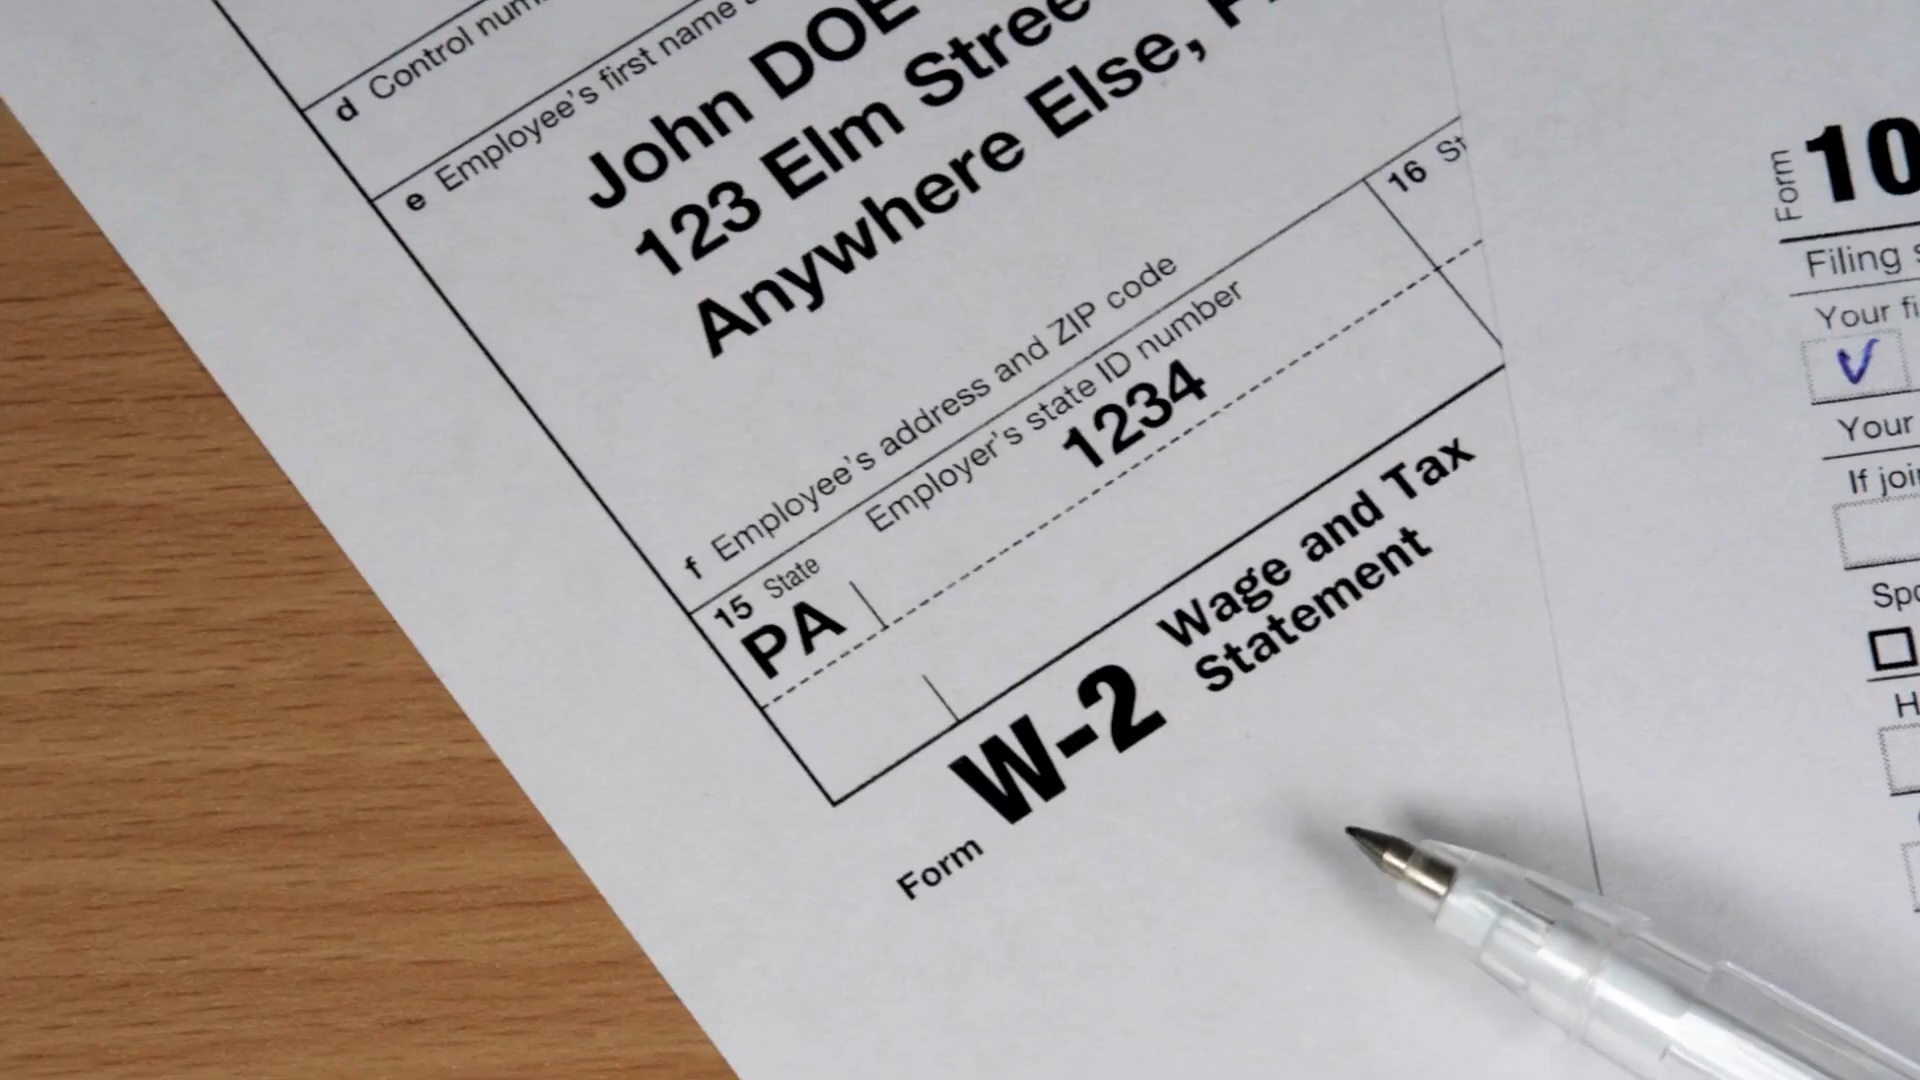 d Control num
e Employee's first name
John DOE
123 Elm Stree
Anywhere Else,
f Employee's address and ZIP code
15 State
Employer's state ID number
16 St
PA
1234
Form W-2 Wage and Tax
Statement
Form 10
Filing s
Your fi
Your
If joi
Spo
H